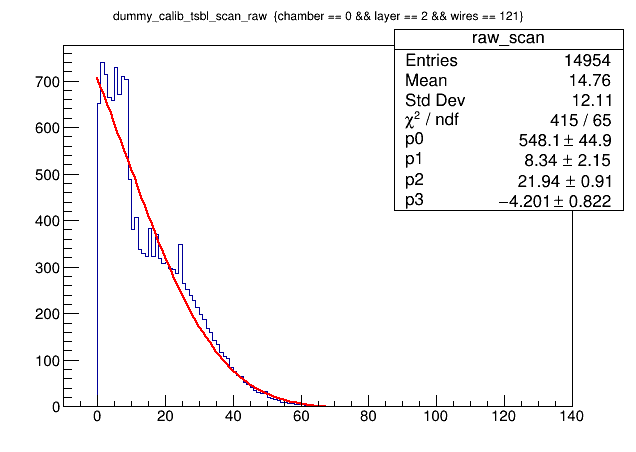 dummy_calib_tsbl_scan_raw {chamber == 0 && layer == 2 && wires == 121}
raw_scan
Entries 14954
Mean 14.76
Std Dev 12.11
χ² / ndf 415 / 65
p0 548.1 ± 44.9
p1 8.34 ± 2.15
p2 21.94 ± 0.91
p3 −4.201 ± 0.822
700
600
500
400
300
200
100
0
0 20 40 60 80 100 120 140